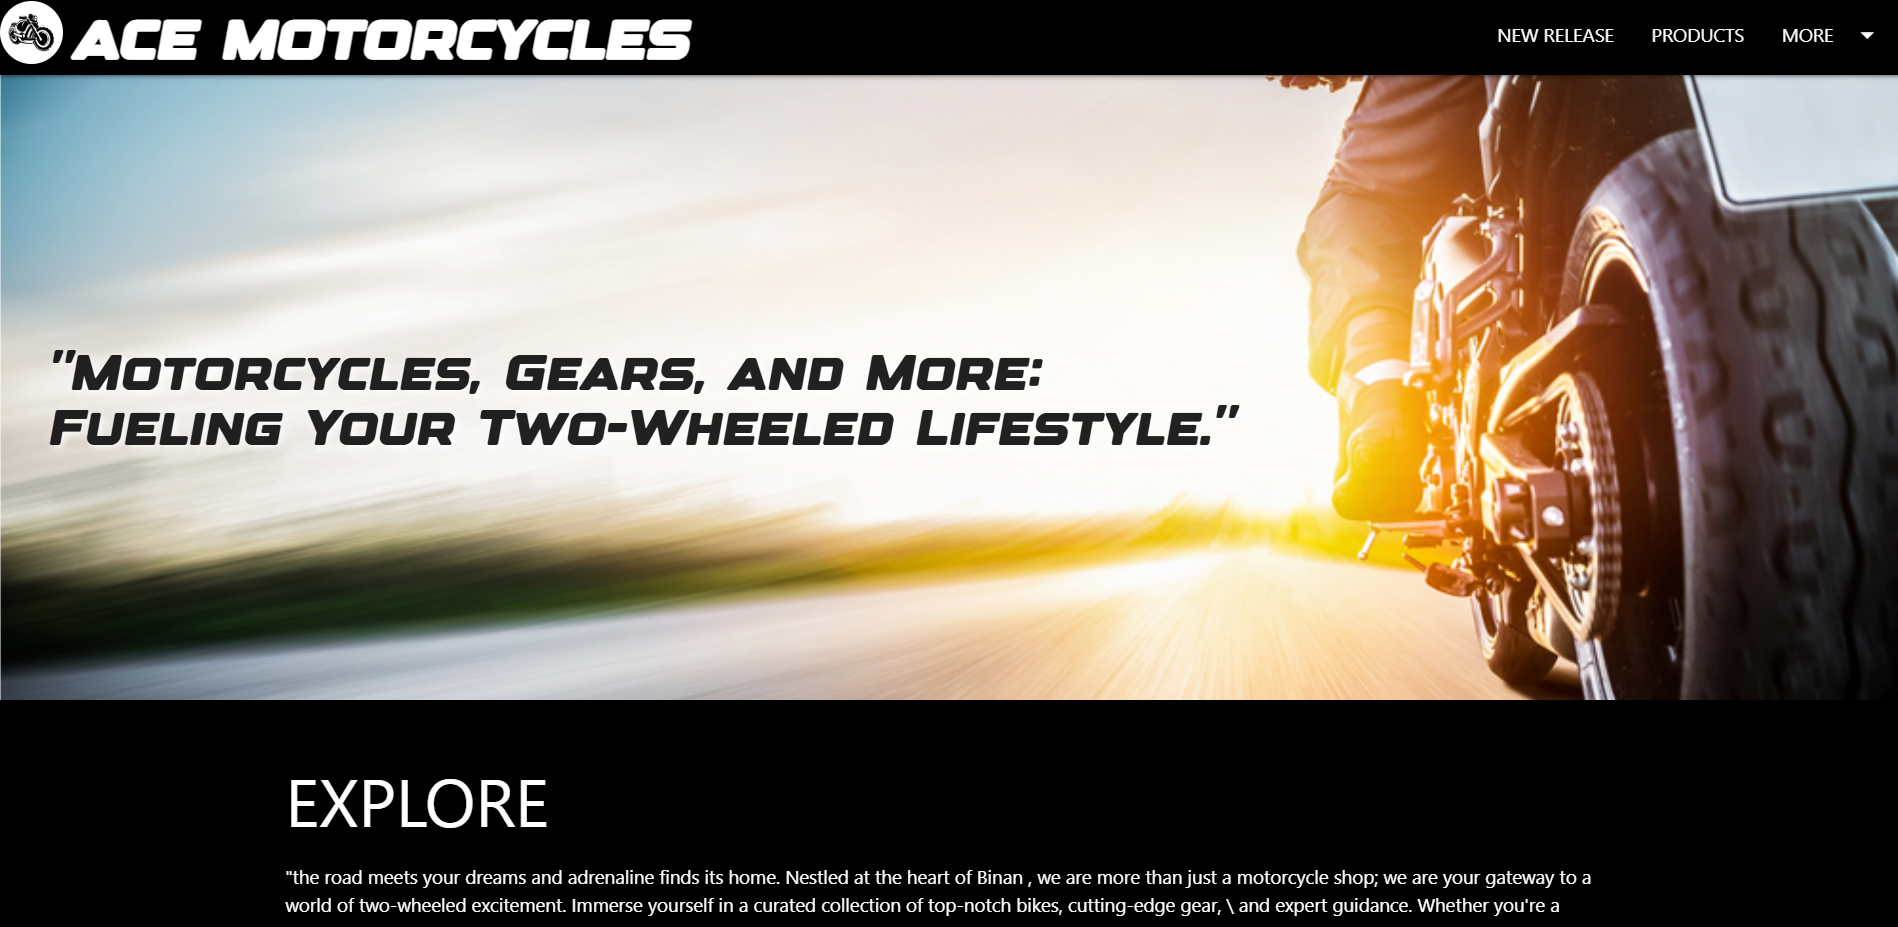 ACE MOTORCYCLES
NEW RELEASE
PRODUCTS
MORE
"Motorcycles, Gears, and More:
Fueling Your Two-Wheeled Lifestyle."
EXPLORE
"the road meets your dreams and adrenaline finds its home. Nestled at the heart of Binan , we are more than just a motorcycle shop; we are your gateway to a
world of two-wheeled excitement. Immerse yourself in a curated collection of top-notch bikes, cutting-edge gear, \ and expert guidance. Whether you're a